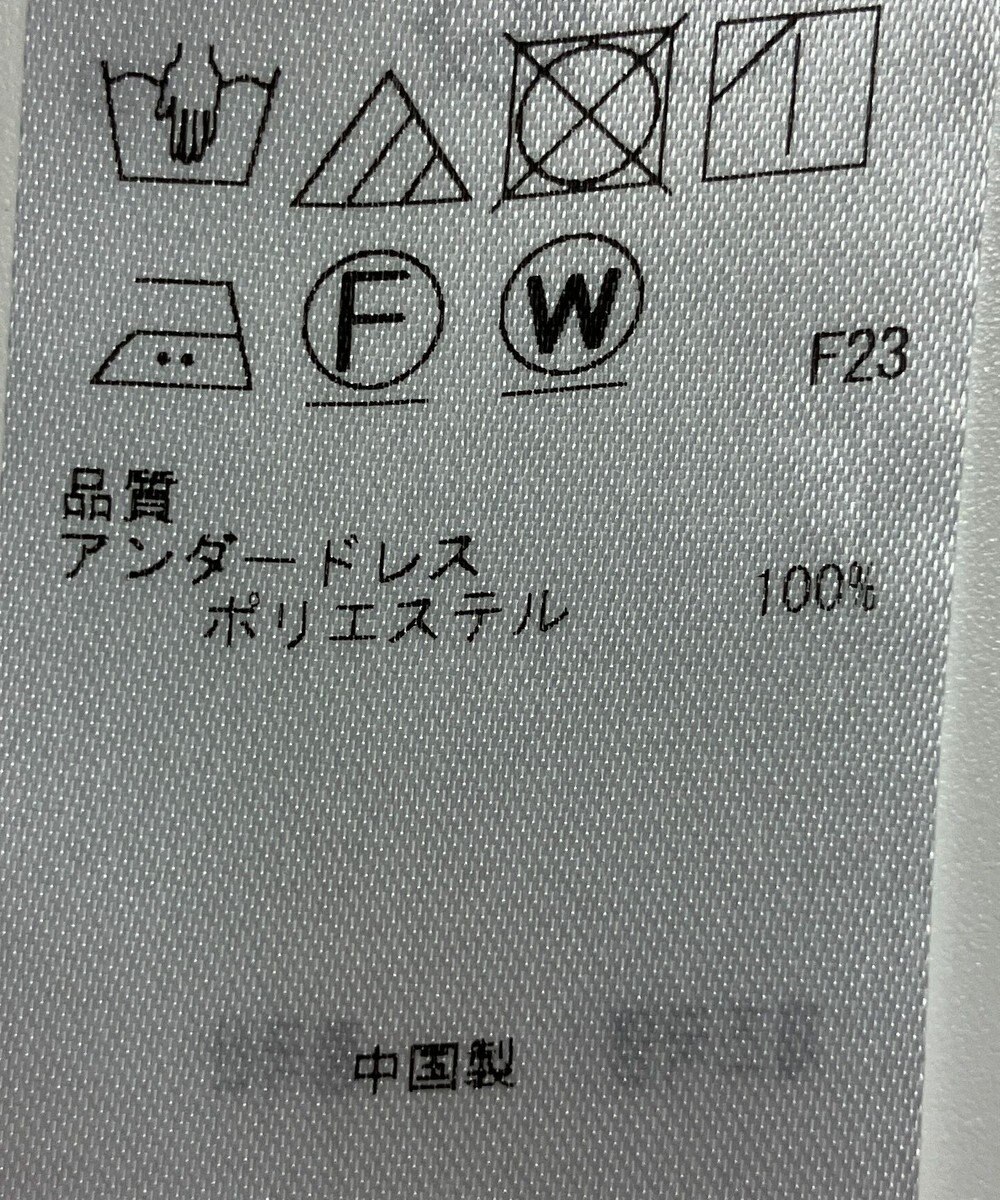 F W F23
品質
アンダードレス
ポリエステル 100%
中国製